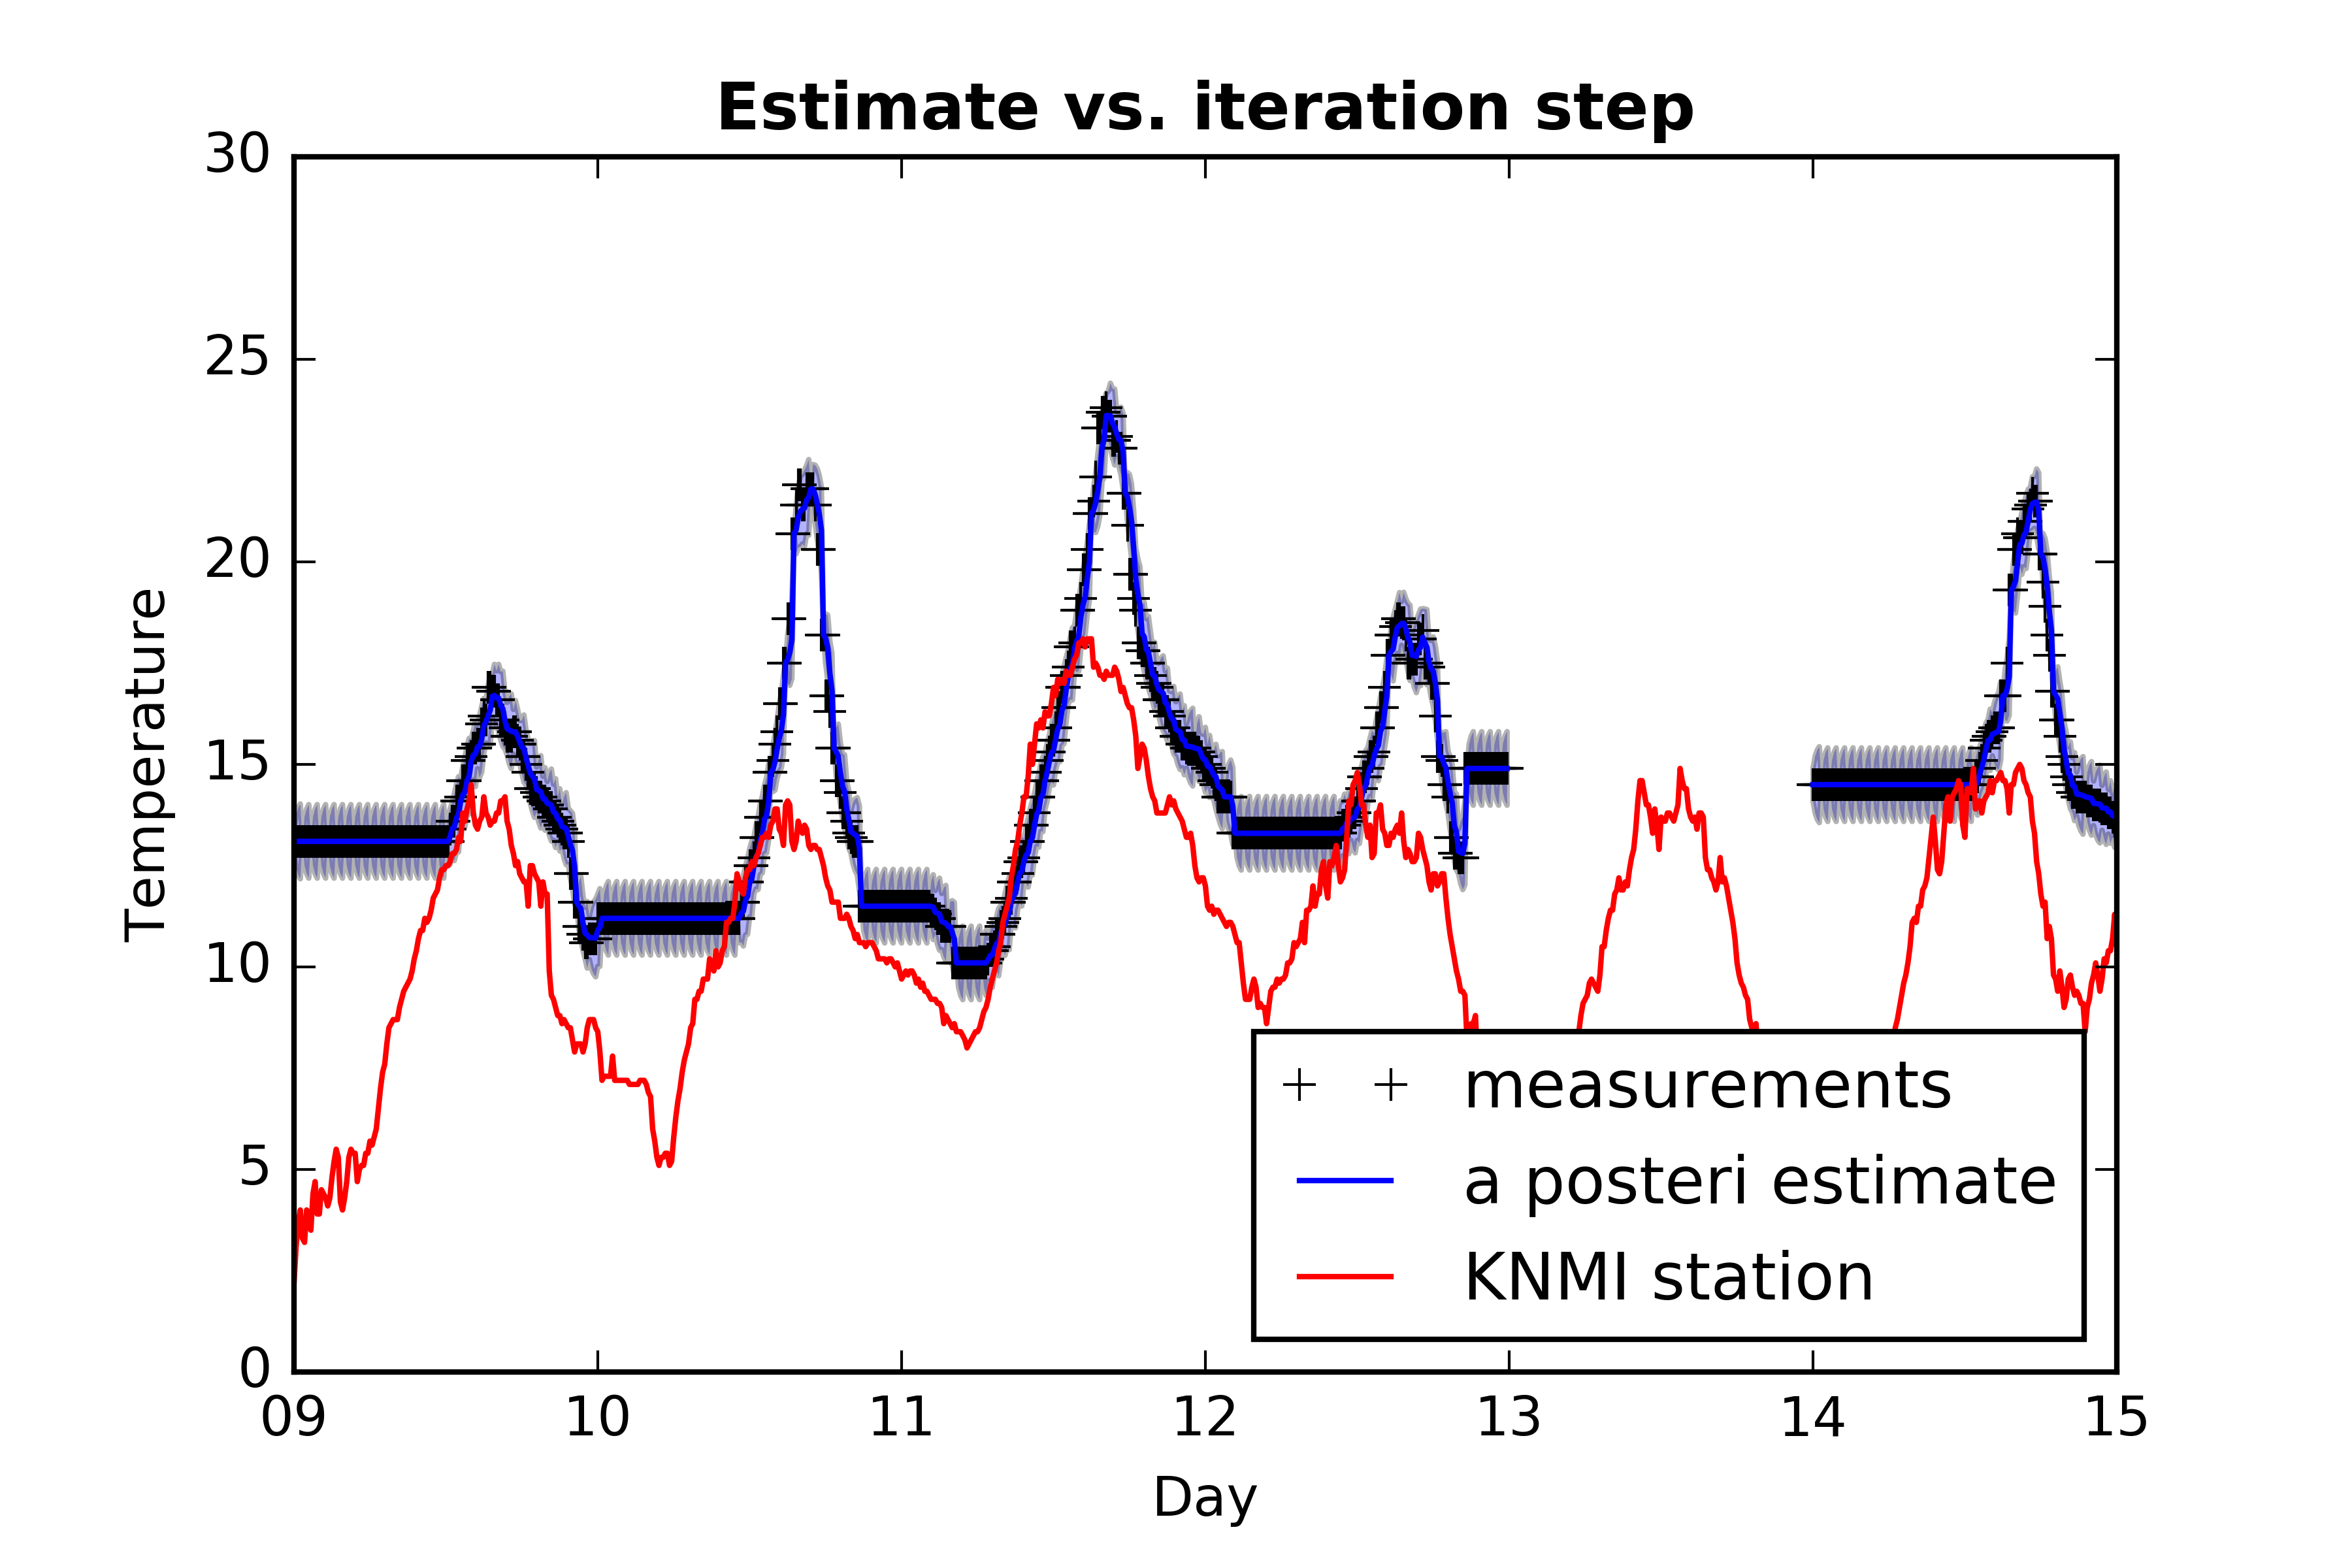 Estimate vs. iteration step
30
25
20
15
10
5
0
Temperature
09 10 11 12 13 14 15
Day
measurements
a posteri estimate
KNMI station